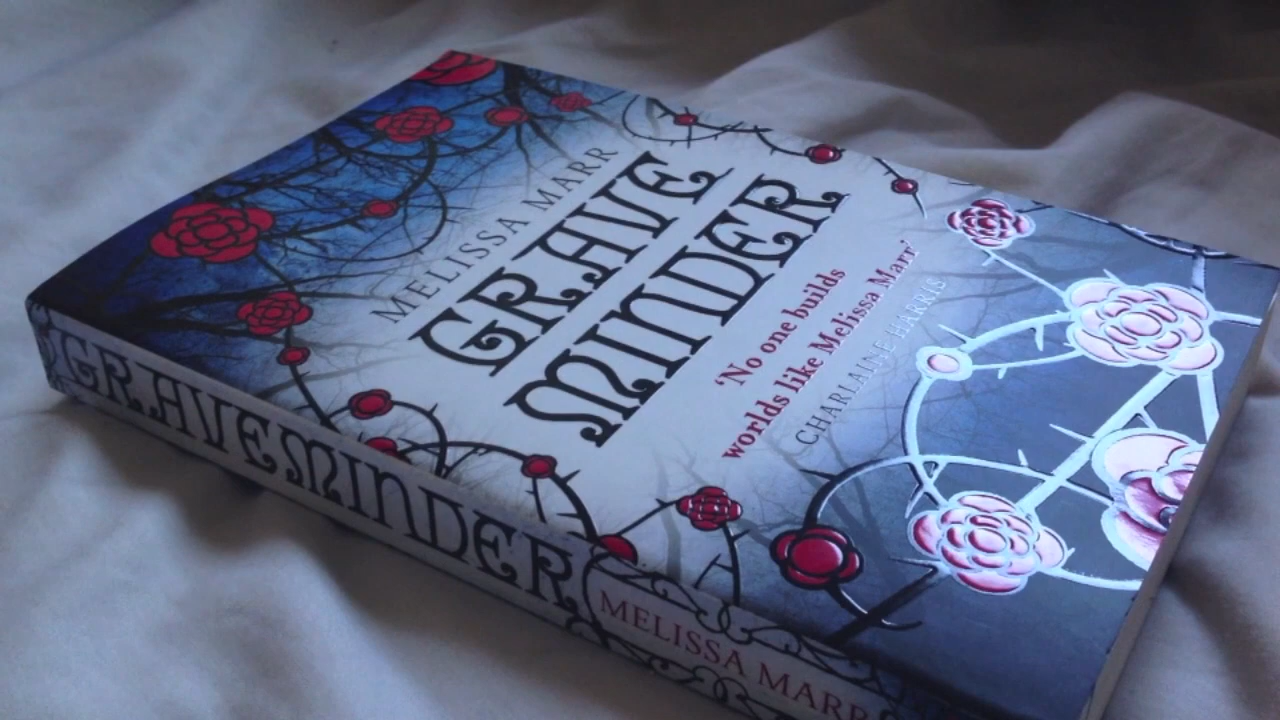 MELISSA MARR
GRAVE
MINDER
‘No one builds
worlds like Melissa Marr’
CHARLAINE HARRIS
GRAVEMINDER
MELISSA MARR